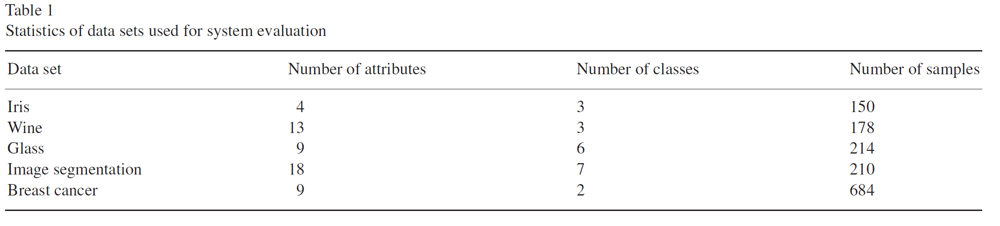 Table 1
Statistics of data sets used for system evaluation
Data set Number of attributes Number of classes Number of samples
Iris 4 3 150
Wine 13 3 178
Glass 9 6 214
Image segmentation 18 7 210
Breast cancer 9 2 684